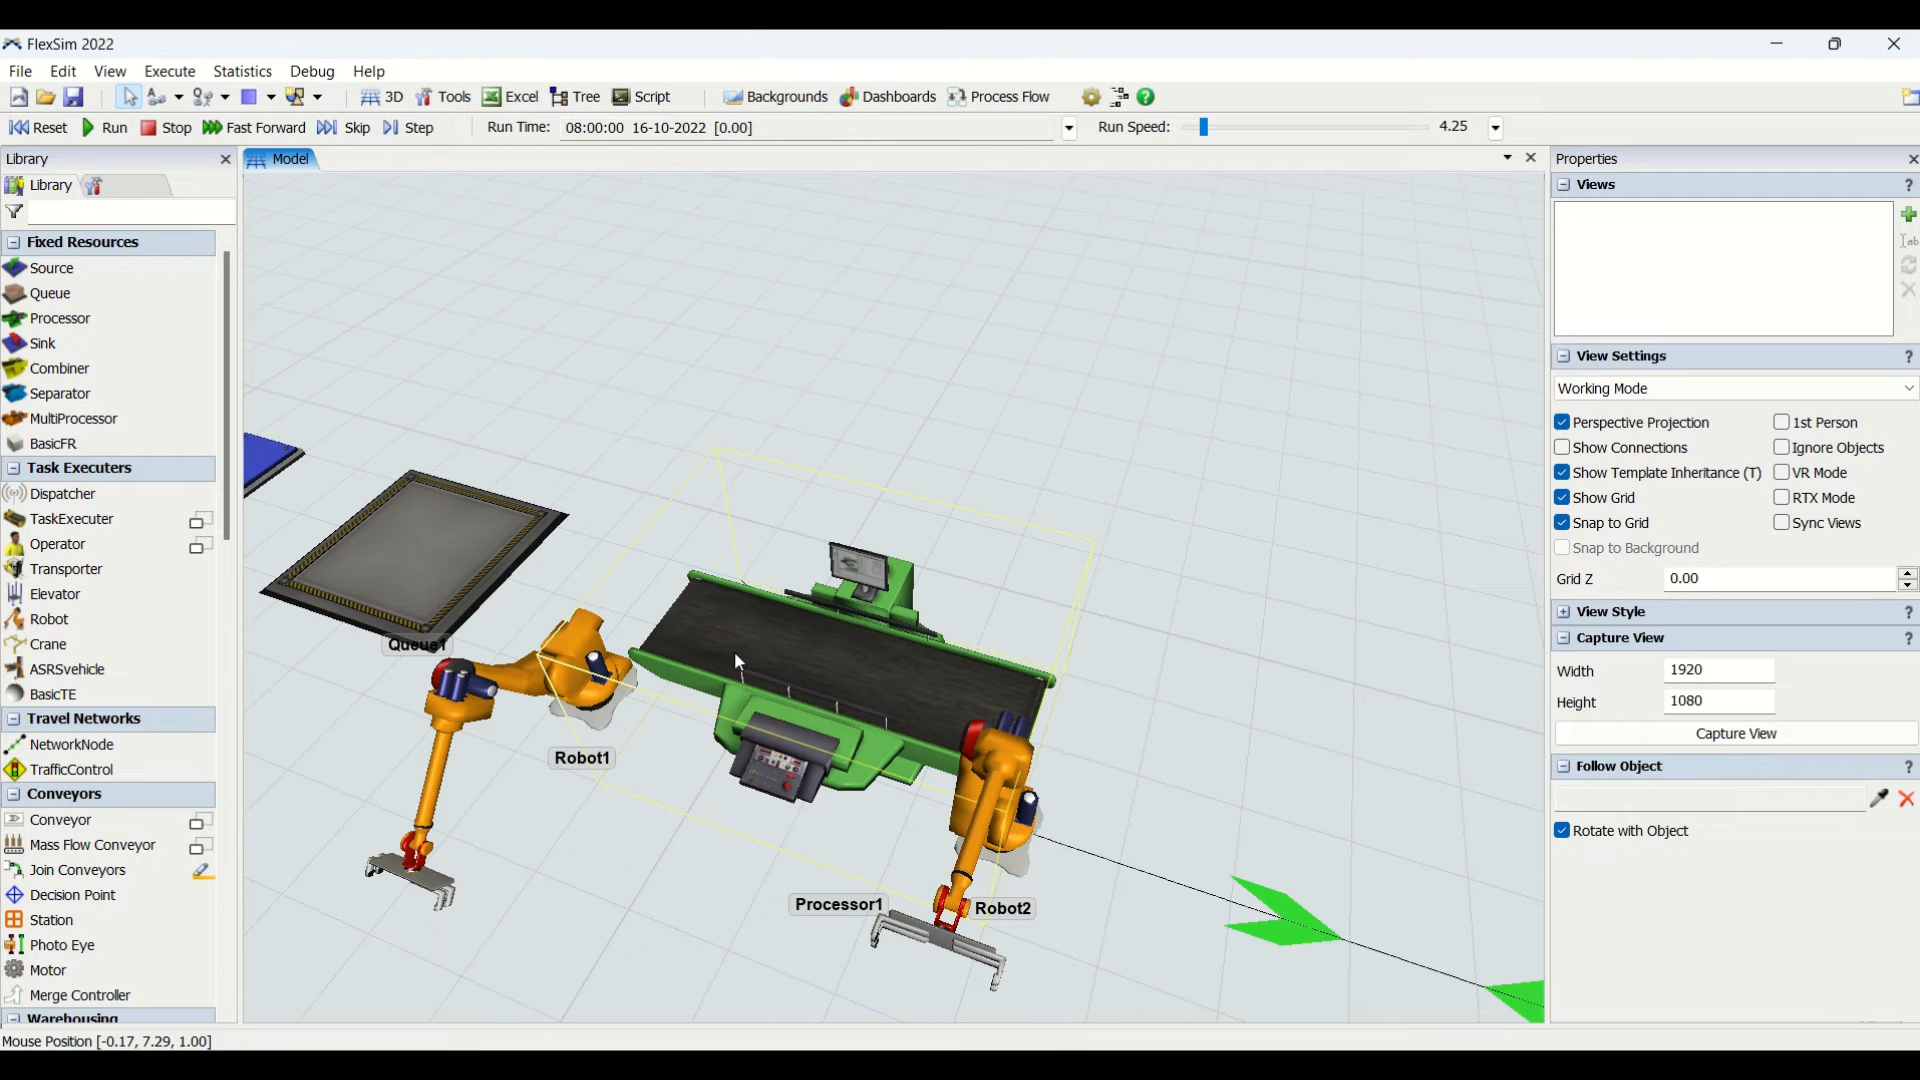 FlexSim 2022
File Edit View Execute Statistics Debug Help
3D Tools Excel Tree Script Backgrounds Dashboards Process Flow
Reset Run Stop Fast Forward Skip Step Run Time: 08:00:00 16-10-2022 [0.00] Run Speed: 4.25
Library
Library
Fixed Resources
Source
Queue
Processor
Sink
Combiner
Separator
MultiProcessor
BasicFR
Task Executers
Dispatcher
TaskExecuter
Operator
Transporter
Elevator
Robot
Crane
ASRSvehicle
BasicTE
Travel Networks
NetworkNode
TrafficControl
Conveyors
Conveyor
Mass Flow Conveyor
Join Conveyors
Decision Point
Station
Photo Eye
Motor
Merge Controller
Warehousing
Model
Queue1
Robot1
Processor1
Robot2
Properties
Views
View Settings
Working Mode
Perspective Projection 1st Person
Show Connections Ignore Objects
Show Template Inheritance (T) VR Mode
Show Grid RTX Mode
Snap to Grid Sync Views
Snap to Background
Grid Z 0.00
View Style
Capture View
Width 1920
Height 1080
Capture View
Follow Object
Rotate with Object
Mouse Position [-0.17, 7.29, 1.00]